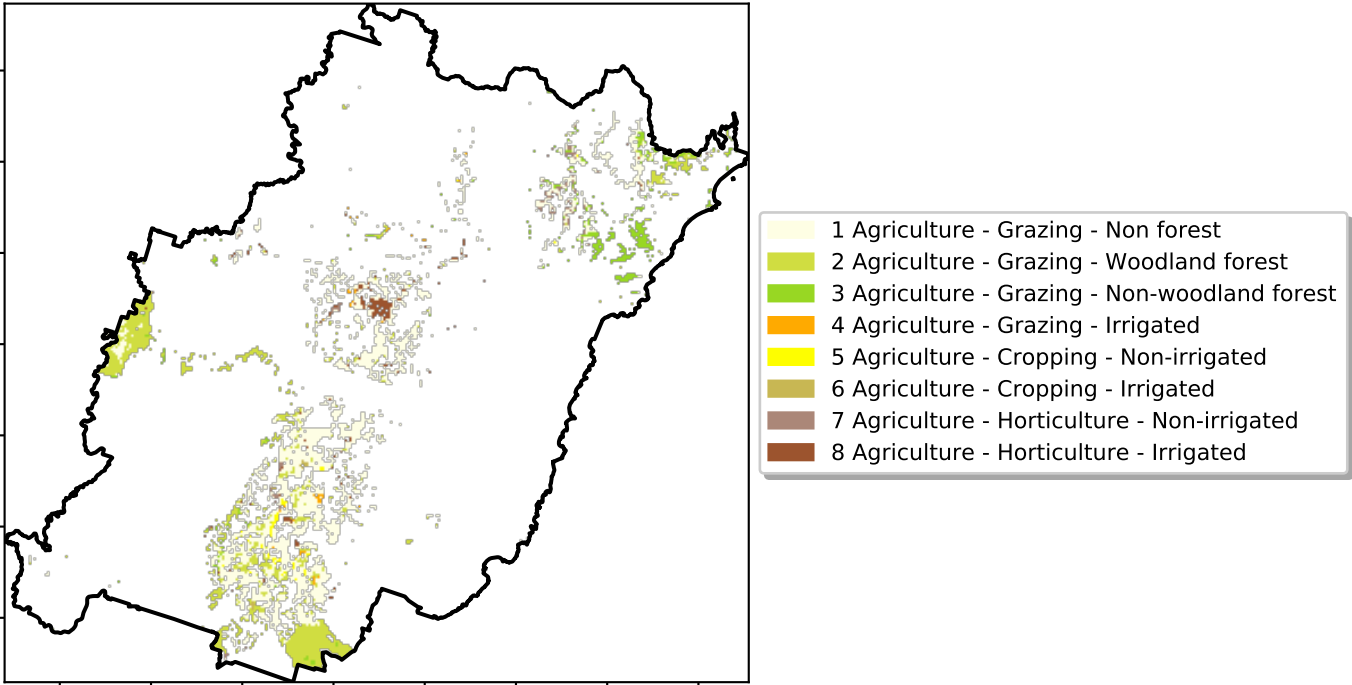 1 Agriculture - Grazing - Non forest
2 Agriculture - Grazing - Woodland forest
3 Agriculture - Grazing - Non-woodland forest
4 Agriculture - Grazing - Irrigated
5 Agriculture - Cropping - Non-irrigated
6 Agriculture - Cropping - Irrigated
7 Agriculture - Horticulture - Non-irrigated
8 Agriculture - Horticulture - Irrigated